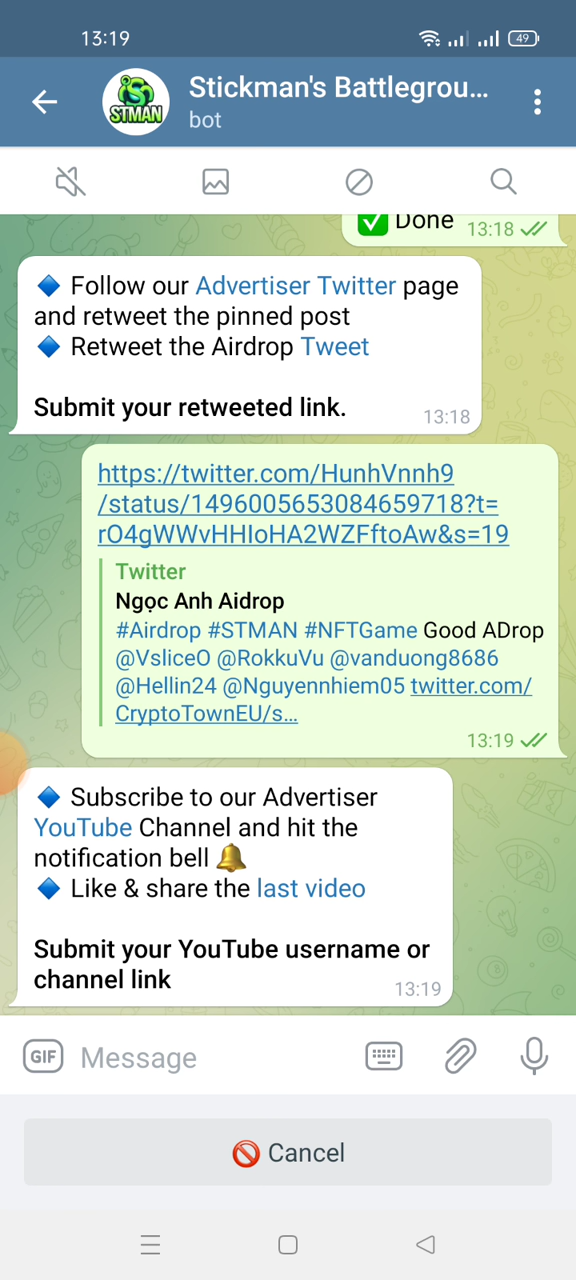 13:19
49
STMAN
Stickman's Battlegrou...
bot
✅ Done 13:18
🔷 Follow our Advertiser Twitter page
and retweet the pinned post
🔷 Retweet the Airdrop Tweet
Submit your retweeted link.
13:18
https://twitter.com/HunhVnnh9
/status/1496005653084659718?t=
rO4gWWvHHIoHA2WZFftoAw&s=19
Twitter
Ngọc Anh Aidrop
#Airdrop #STMAN #NFTGame Good ADrop
@VsliceO @RokkuVu @vanduong8686
@Hellin24 @Nguyennhiem05 twitter.com/
CryptoTownEU/s...
13:19
🔷 Subscribe to our Advertiser
YouTube Channel and hit the
notification bell 🔔
🔷 Like & share the last video
Submit your YouTube username or
channel link
13:19
GIF Message
🚫 Cancel